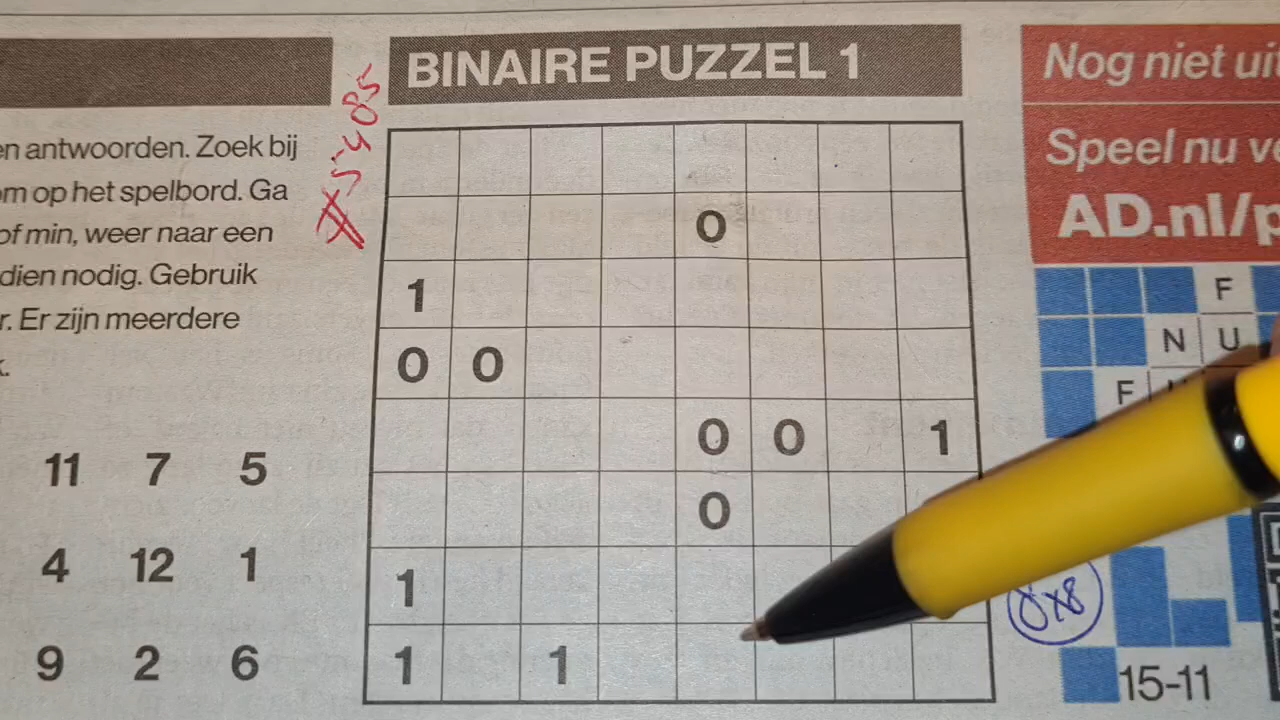 BINAIRE PUZZEL 1
#54085
en antwoorden. Zoek bij
om op het spelbord. Ga
of min, weer naar een
dien nodig. Gebruik
r. Er zijn meerdere
k.
11 7 5
4 12 1
9 2 6
0
1
0 0
0 0 1
0
1
1 1
Nog niet uit
Speel nu ve
AD.nl/p
F
N U
F
8x8
15-11